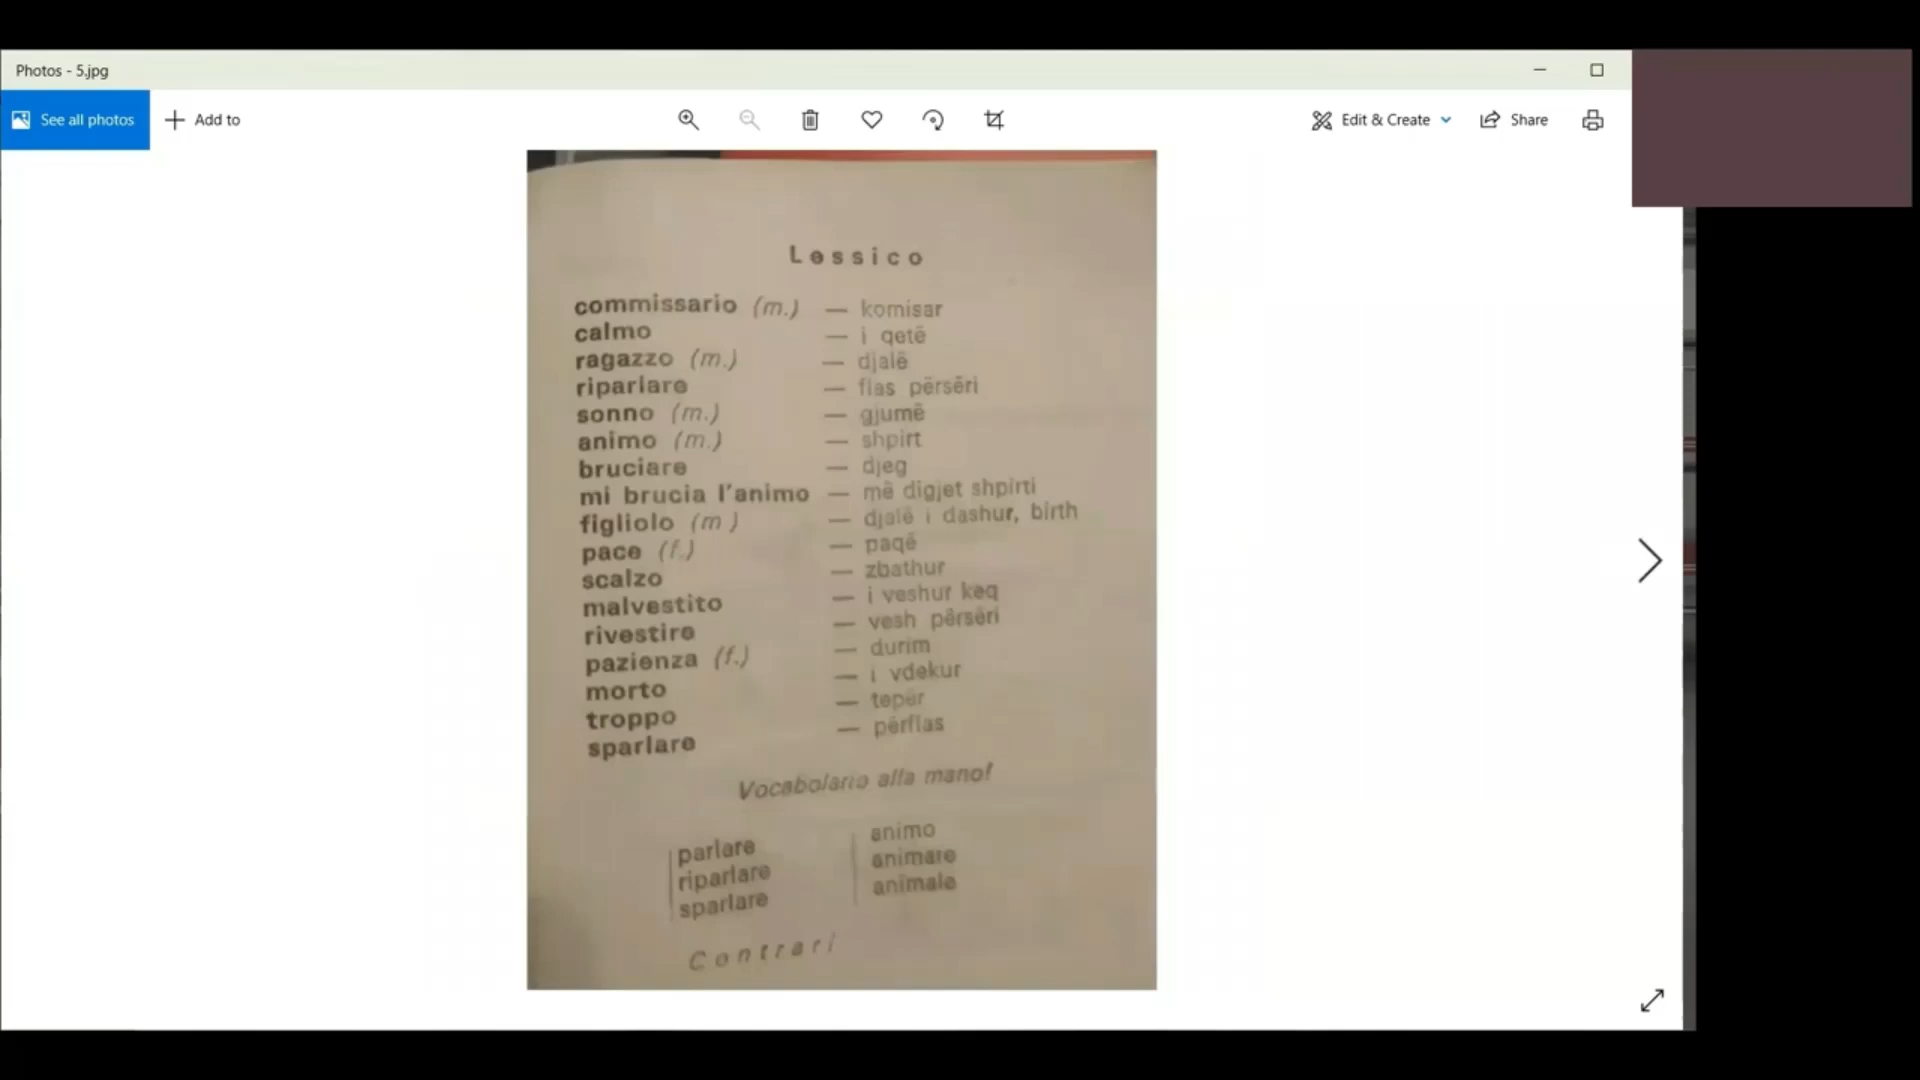 Photos - 5.jpg
See all photos
Add to
Edit & Create
Share
Lessico
commissario (m.) — komisar
calmo — i qetë
ragazzo (m.) — djalë
riparlare — flas përsëri
sonno (m.) — gjumë
animo (m.) — shpirt
bruciare — djeg
mi brucia l'animo — më digjet shpirti
figliolo (m) — djalë i dashur, birth
pace (f.) — paqë
scalzo — zbathur
malvestito — i veshur keq
rivestire — vesh përsëri
pazienza (f.) — durim
morto — i vdekur
troppo — tepër
sparlare — përflas
Vocabolario alla mano!
parlare
riparlare
sparlare
animo
animare
animale
Contrari